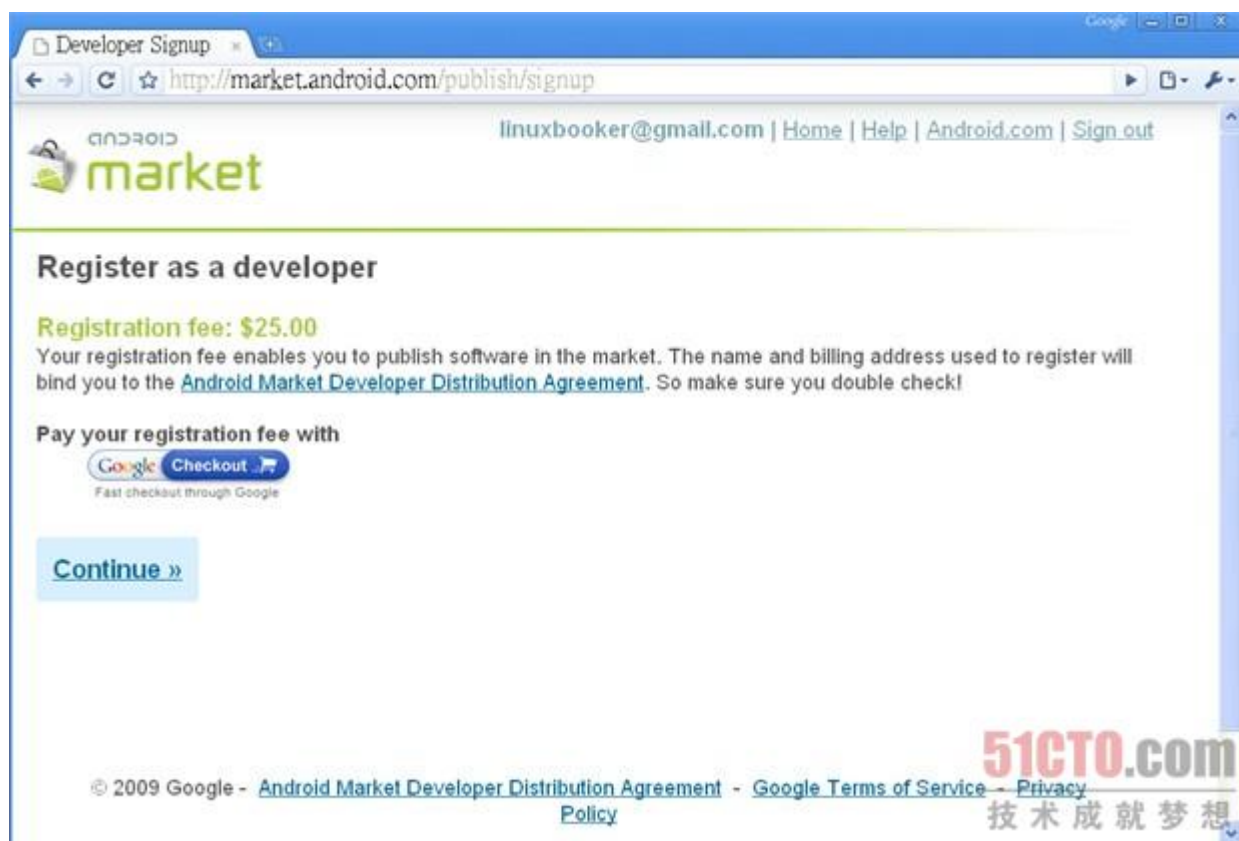 Google
Developer Signup
http://market.android.com/publish/signup
linuxbooker@gmail.com | Home | Help | Android.com | Sign out
android
market
Register as a developer
Registration fee: $25.00
Your registration fee enables you to publish software in the market. The name and billing address used to register will
bind you to the Android Market Developer Distribution Agreement. So make sure you double check!
Pay your registration fee with
Google Checkout
Fast checkout through Google
Continue »
© 2009 Google - Android Market Developer Distribution Agreement - Google Terms of Service - Privacy
Policy
51CTO.com
技术成就梦想